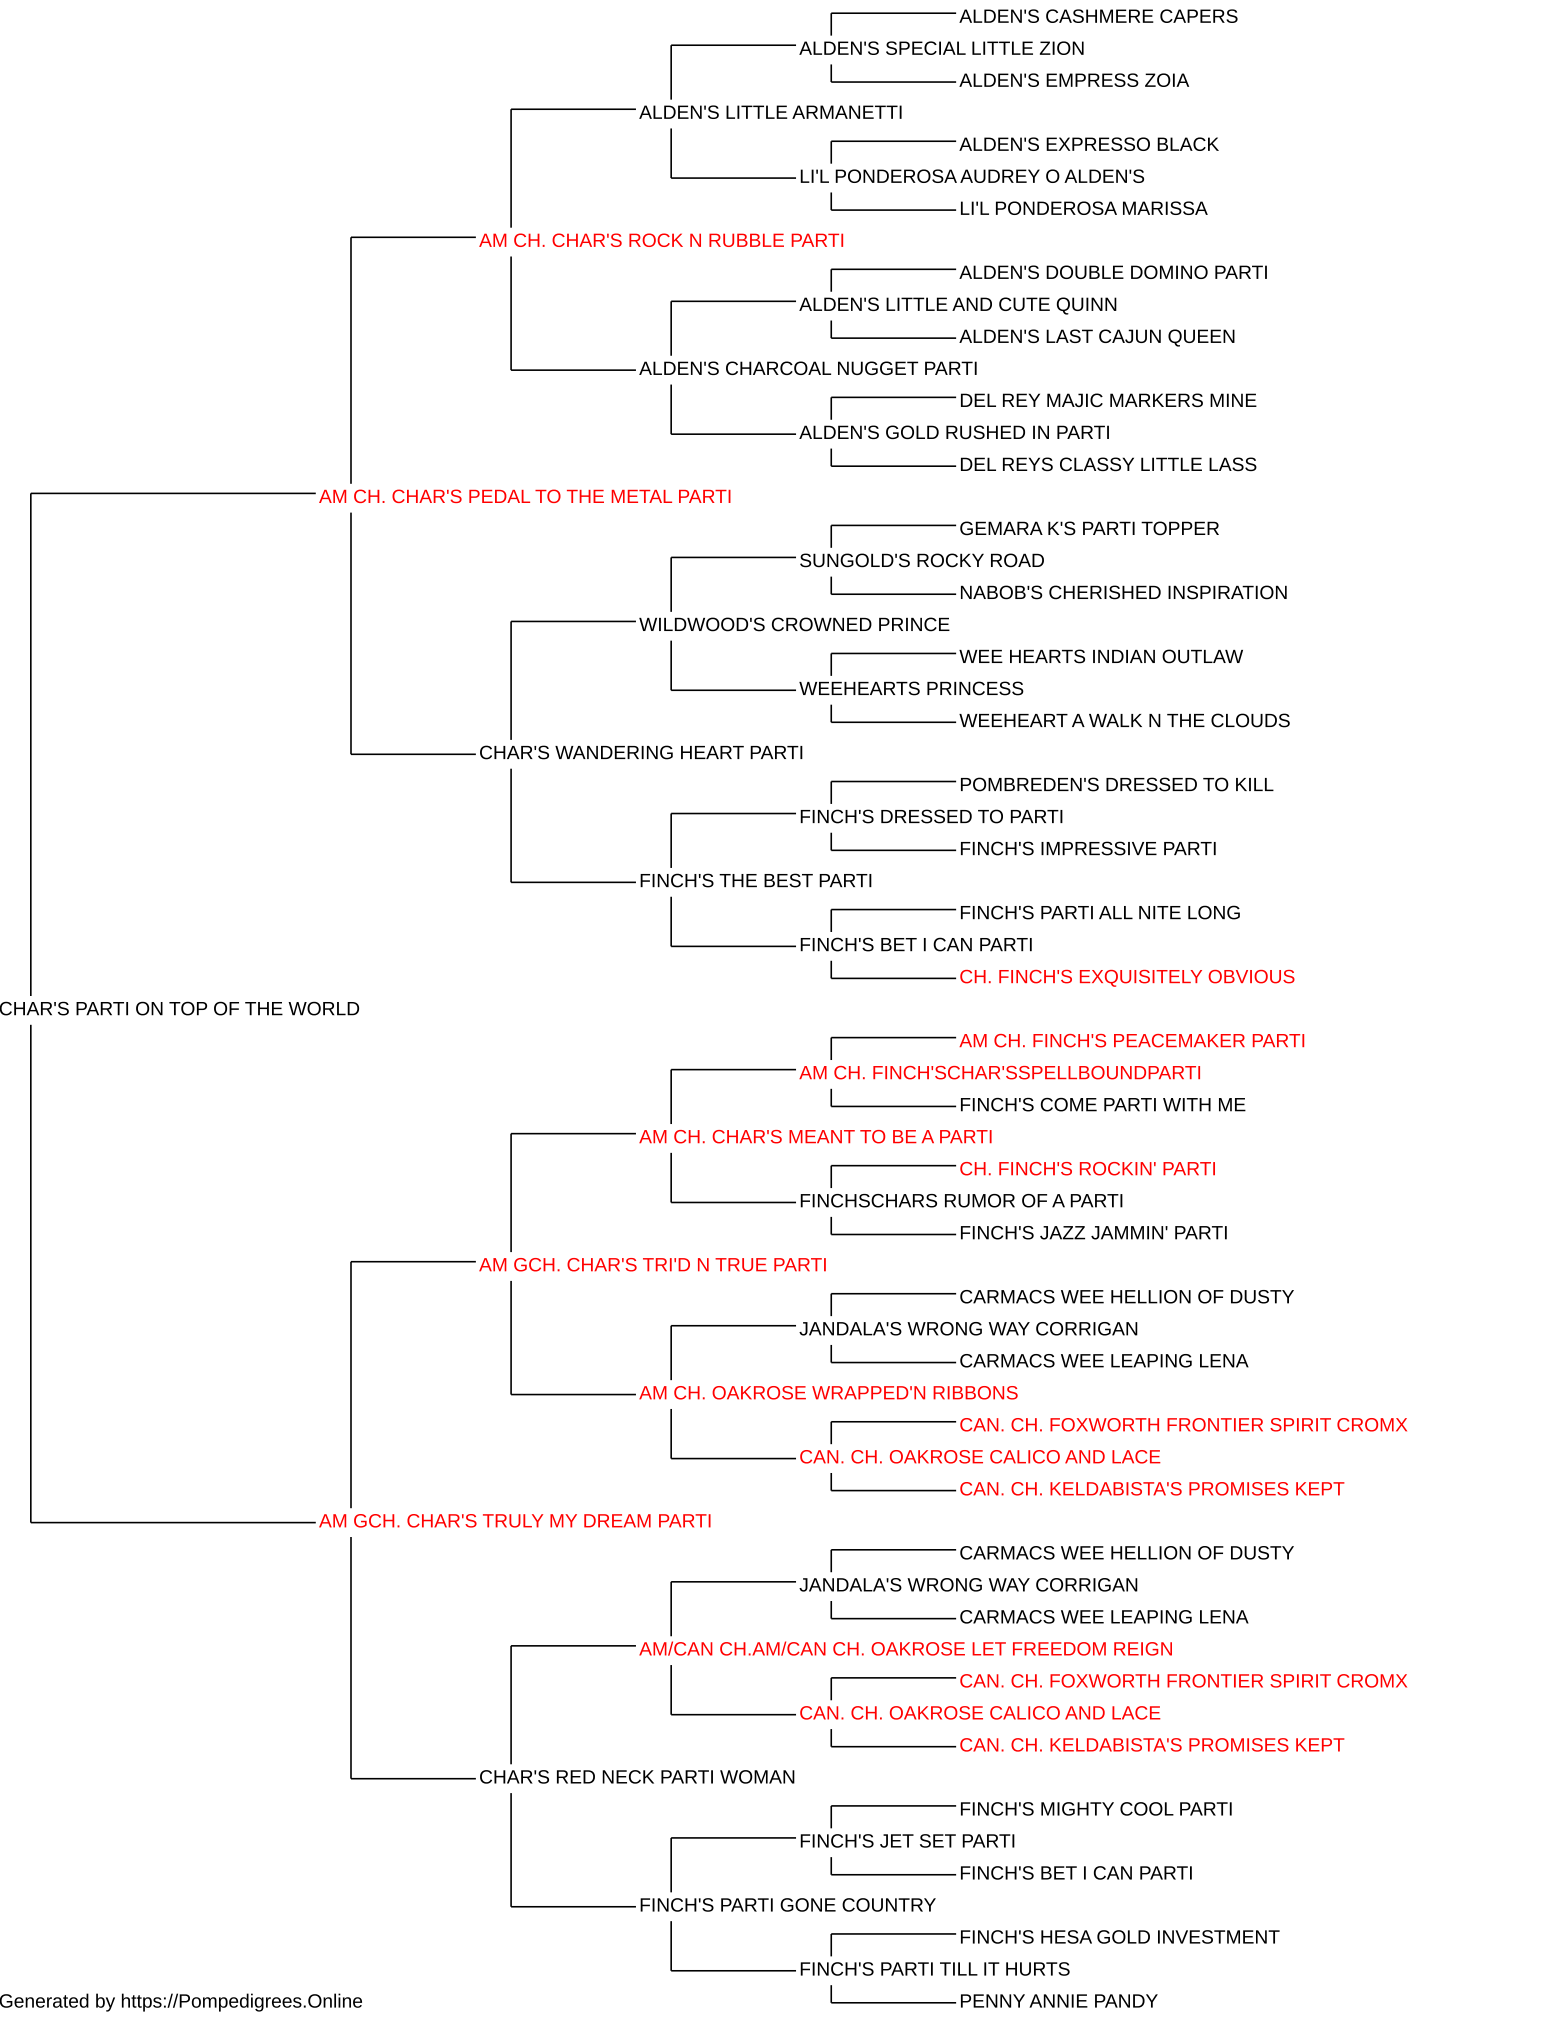 ALDEN'S CASHMERE CAPERS
ALDEN'S SPECIAL LITTLE ZION
ALDEN'S EMPRESS ZOIA
ALDEN'S LITTLE ARMANETTI
ALDEN'S EXPRESSO BLACK
LI'L PONDEROSA AUDREY O ALDEN'S
LI'L PONDEROSA MARISSA
AM CH. CHAR'S ROCK N RUBBLE PARTI
ALDEN'S DOUBLE DOMINO PARTI
ALDEN'S LITTLE AND CUTE QUINN
ALDEN'S LAST CAJUN QUEEN
ALDEN'S CHARCOAL NUGGET PARTI
DEL REY MAJIC MARKERS MINE
ALDEN'S GOLD RUSHED IN PARTI
DEL REYS CLASSY LITTLE LASS
AM CH. CHAR'S PEDAL TO THE METAL PARTI
GEMARA K'S PARTI TOPPER
SUNGOLD'S ROCKY ROAD
NABOB'S CHERISHED INSPIRATION
WILDWOOD'S CROWNED PRINCE
WEE HEARTS INDIAN OUTLAW
WEEHEARTS PRINCESS
WEEHEART A WALK N THE CLOUDS
CHAR'S WANDERING HEART PARTI
POMBREDEN'S DRESSED TO KILL
FINCH'S DRESSED TO PARTI
FINCH'S IMPRESSIVE PARTI
FINCH'S THE BEST PARTI
FINCH'S PARTI ALL NITE LONG
FINCH'S BET I CAN PARTI
CH. FINCH'S EXQUISITELY OBVIOUS
CHAR'S PARTI ON TOP OF THE WORLD
AM CH. FINCH'S PEACEMAKER PARTI
AM CH. FINCH'SCHAR'SSPELLBOUNDPARTI
FINCH'S COME PARTI WITH ME
AM CH. CHAR'S MEANT TO BE A PARTI
CH. FINCH'S ROCKIN' PARTI
FINCHSCHARS RUMOR OF A PARTI
FINCH'S JAZZ JAMMIN' PARTI
AM GCH. CHAR'S TRI'D N TRUE PARTI
CARMACS WEE HELLION OF DUSTY
JANDALA'S WRONG WAY CORRIGAN
CARMACS WEE LEAPING LENA
AM CH. OAKROSE WRAPPED'N RIBBONS
CAN. CH. FOXWORTH FRONTIER SPIRIT CROMX
CAN. CH. OAKROSE CALICO AND LACE
CAN. CH. KELDABISTA'S PROMISES KEPT
AM GCH. CHAR'S TRULY MY DREAM PARTI
CARMACS WEE HELLION OF DUSTY
JANDALA'S WRONG WAY CORRIGAN
CARMACS WEE LEAPING LENA
AM/CAN CH.AM/CAN CH. OAKROSE LET FREEDOM REIGN
CAN. CH. FOXWORTH FRONTIER SPIRIT CROMX
CAN. CH. OAKROSE CALICO AND LACE
CAN. CH. KELDABISTA'S PROMISES KEPT
CHAR'S RED NECK PARTI WOMAN
FINCH'S MIGHTY COOL PARTI
FINCH'S JET SET PARTI
FINCH'S BET I CAN PARTI
FINCH'S PARTI GONE COUNTRY
FINCH'S HESA GOLD INVESTMENT
FINCH'S PARTI TILL IT HURTS
PENNY ANNIE PANDY
Generated by https://Pompedigrees.Online